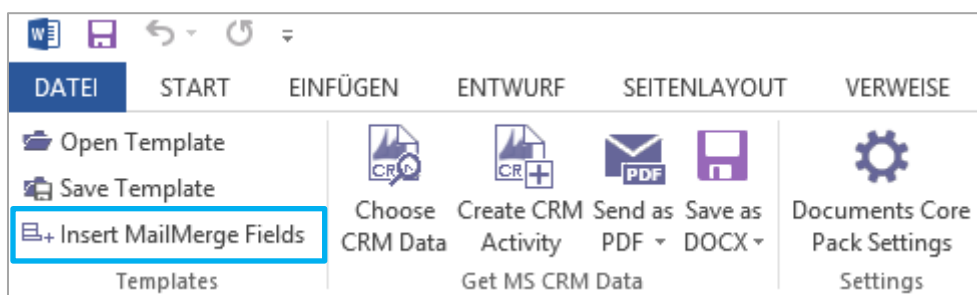 DATEI START EINFÜGEN ENTWURF SEITENLAYOUT VERWEISE
Open Template
Save Template
Insert MailMerge Fields
Templates
CRM
Choose
CRM Data
CR
Create CRM
Activity
PDF
Send as
PDF
Save as
DOCX
Get MS CRM Data
Documents Core
Pack Settings
Settings